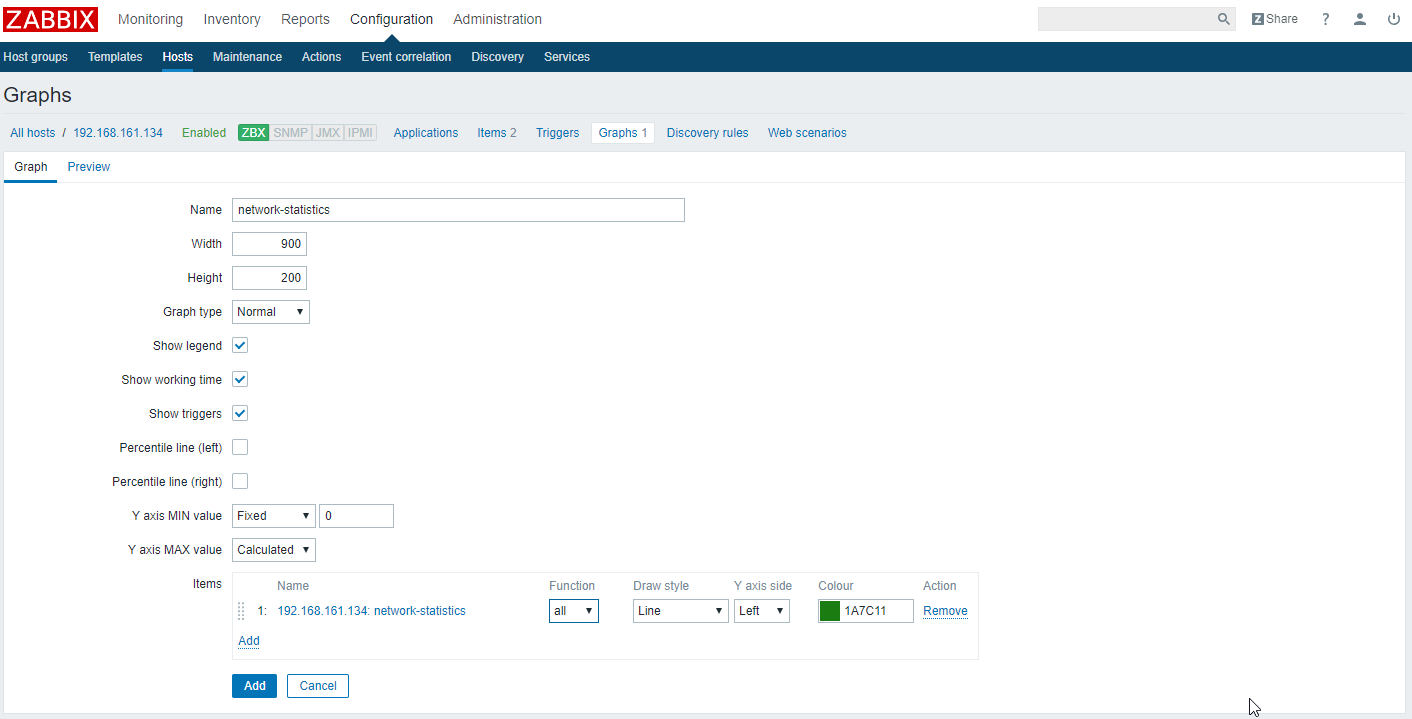 ZABBIX Monitoring Inventory Reports Configuration Administration Z Share ?
Host groups Templates Hosts Maintenance Actions Event correlation Discovery Services
Graphs
All hosts / 192.168.161.134 Enabled ZBX SNMP JMX IPMI Applications Items 2 Triggers Graphs 1 Discovery rules Web scenarios
Graph Preview
Name network-statistics
Width 900
Height 200
Graph type Normal
Show legend
Show working time
Show triggers
Percentile line (left)
Percentile line (right)
Y axis MIN value Fixed 0
Y axis MAX value Calculated
Items Name Function Draw style Y axis side Colour Action
1: 192.168.161.134: network-statistics all Line Left 1A7C11 Remove
Add
Add Cancel